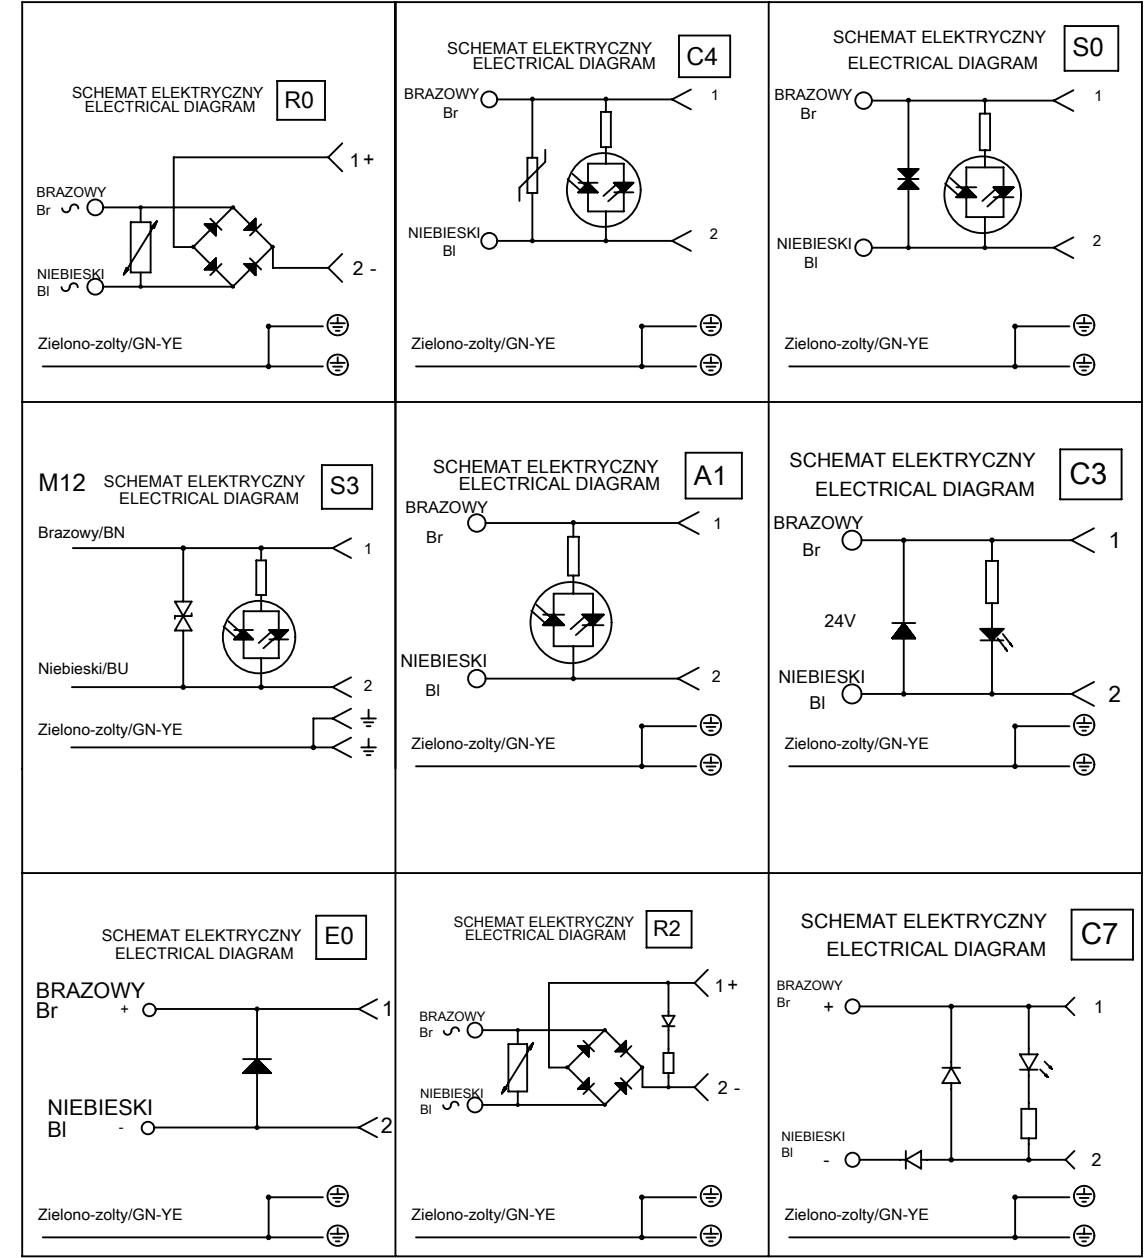 SCHEMAT ELEKTRYCZNY
ELECTRICAL DIAGRAM
R0
1 +
BRAZOWY
Br
NIEBIESKI
Bl
2 -
Zielono-zolty/GN-YE
SCHEMAT ELEKTRYCZNY
ELECTRICAL DIAGRAM
C4
BRAZOWY
Br
1
NIEBIESKI
Bl
2
Zielono-zolty/GN-YE
SCHEMAT ELEKTRYCZNY
ELECTRICAL DIAGRAM
S0
BRAZOWY
Br
1
NIEBIESKI
Bl
2
Zielono-zolty/GN-YE
M12 SCHEMAT ELEKTRYCZNY
ELECTRICAL DIAGRAM
S3
Brazowy/BN
1
Niebieski/BU
2
Zielono-zolty/GN-YE
SCHEMAT ELEKTRYCZNY
ELECTRICAL DIAGRAM
A1
BRAZOWY
Br
1
NIEBIESKI
Bl
2
Zielono-zolty/GN-YE
SCHEMAT ELEKTRYCZNY
ELECTRICAL DIAGRAM
C3
BRAZOWY
Br
1
24V
NIEBIESKI
Bl
2
Zielono-zolty/GN-YE
SCHEMAT ELEKTRYCZNY
ELECTRICAL DIAGRAM
E0
BRAZOWY
Br +
1
NIEBIESKI
Bl -
2
Zielono-zolty/GN-YE
SCHEMAT ELEKTRYCZNY
ELECTRICAL DIAGRAM
R2
1 +
BRAZOWY
Br
NIEBIESKI
Bl
2 -
Zielono-zolty/GN-YE
SCHEMAT ELEKTRYCZNY
ELECTRICAL DIAGRAM
C7
BRAZOWY
Br +
1
NIEBIESKI
Bl -
2
Zielono-zolty/GN-YE